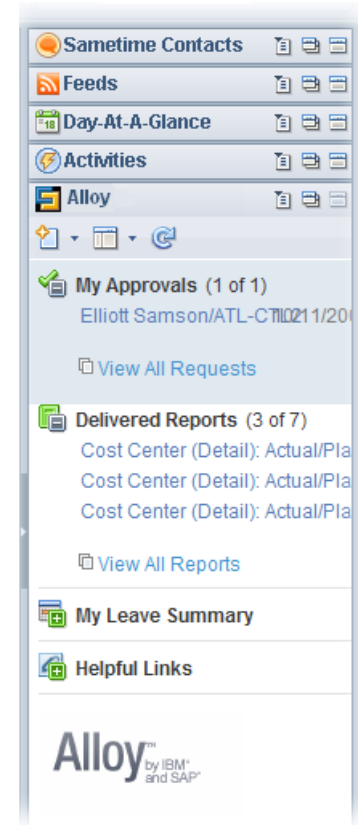 Sametime Contacts
Feeds
18 Day-At-A-Glance
Activities
Alloy
My Approvals (1 of 1)
Elliott Samson/ATL-
View All Requests
Delivered Reports (3 of 7)
Cost Center (Detail): Actual/Pla
Cost Center (Detail): Actual/Pla
Cost Center (Detail): Actual/Pla
View All Reports
My Leave Summary
Helpful Links
Alloy™
by IBM®
and SAP®